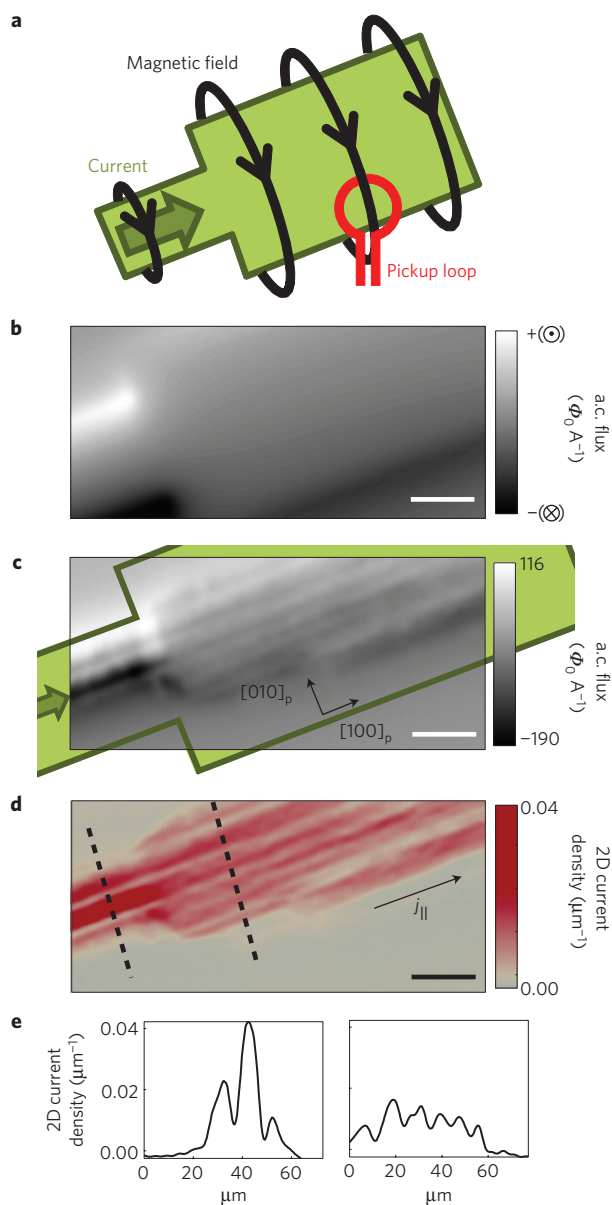 a
Magnetic field
Current
Pickup loop
b
+(⊙)
a.c. flux
(Φ₀ A⁻¹)
−(⊗)
c
116
a.c. flux
(Φ₀ A⁻¹)
[010]p
[100]p
−190
d
0.04
2D current
density (μm⁻¹)
j||
0.00
e
2D current
density (μm⁻¹)
0.04
0.02
0.00
0 20 40 60
0 20 40 60
μm
μm